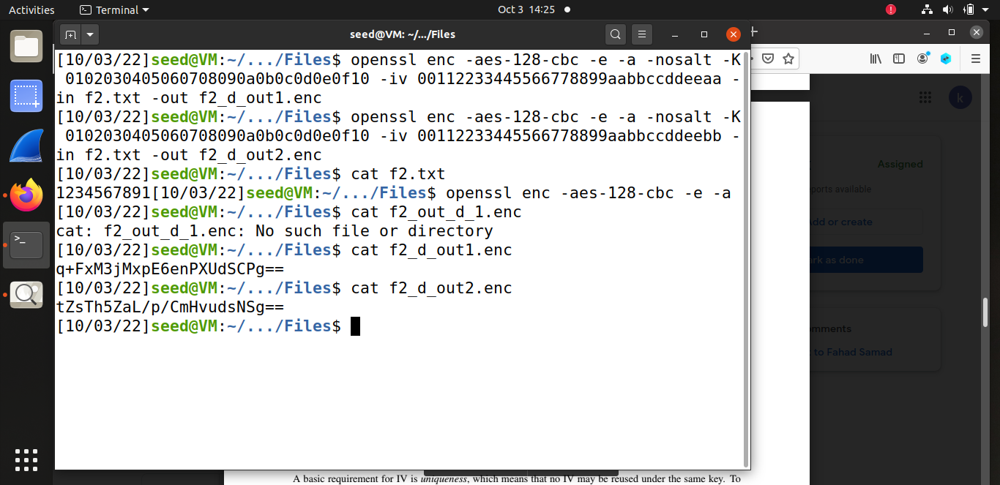 Activities
Terminal
Oct 3 14:25
seed@VM: ~/.../Files
[10/03/22]seed@VM:~/.../Files$ openssl enc -aes-128-cbc -e -a -nosalt -K
0102030405060708090a0b0c0d0e0f10 -iv 00112233445566778899aabbccddeeaa -
in f2.txt -out f2_d_out1.enc
[10/03/22]seed@VM:~/.../Files$ openssl enc -aes-128-cbc -e -a -nosalt -K
0102030405060708090a0b0c0d0e0f10 -iv 00112233445566778899aabbccddeebb -
in f2.txt -out f2_d_out2.enc
[10/03/22]seed@VM:~/.../Files$ cat f2.txt
1234567891[10/03/22]seed@VM:~/.../Files$ openssl enc -aes-128-cbc -e -a
[10/03/22]seed@VM:~/.../Files$ cat f2_out_d_1.enc
cat: f2_out_d_1.enc: No such file or directory
[10/03/22]seed@VM:~/.../Files$ cat f2_d_out1.enc
q+FxM3jMxpE6enPXUdSCPg==
[10/03/22]seed@VM:~/.../Files$ cat f2_d_out2.enc
tZsTh5ZaL/p/CmHvudsNSg==
[10/03/22]seed@VM:~/.../Files$
k
Assigned
ports available
dd or create
rk as done
mments
to Fahad Samad
A basic requirement for IV is uniqueness, which means that no IV may be reused under the same key. To